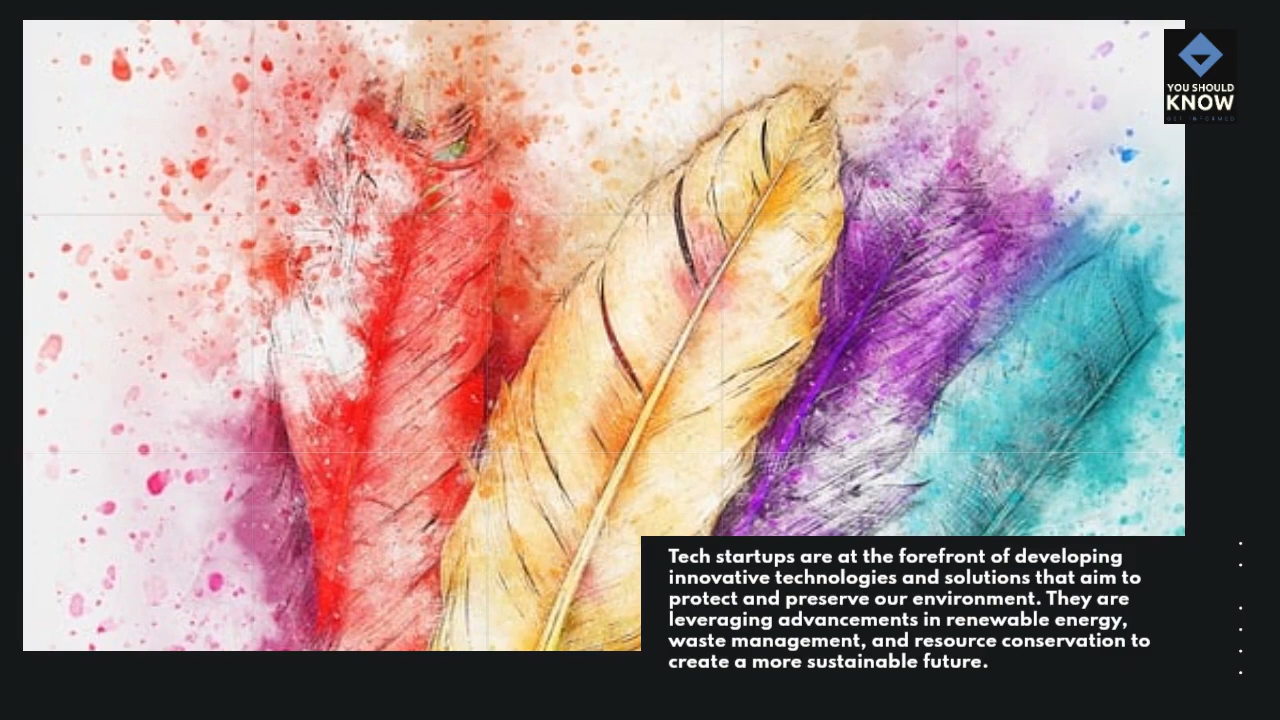 YOU SHOULD
KNOW
GET INFORMED
Tech startups are at the forefront of developing
innovative technologies and solutions that aim to
protect and preserve our environment. They are
leveraging advancements in renewable energy,
waste management, and resource conservation to
create a more sustainable future.